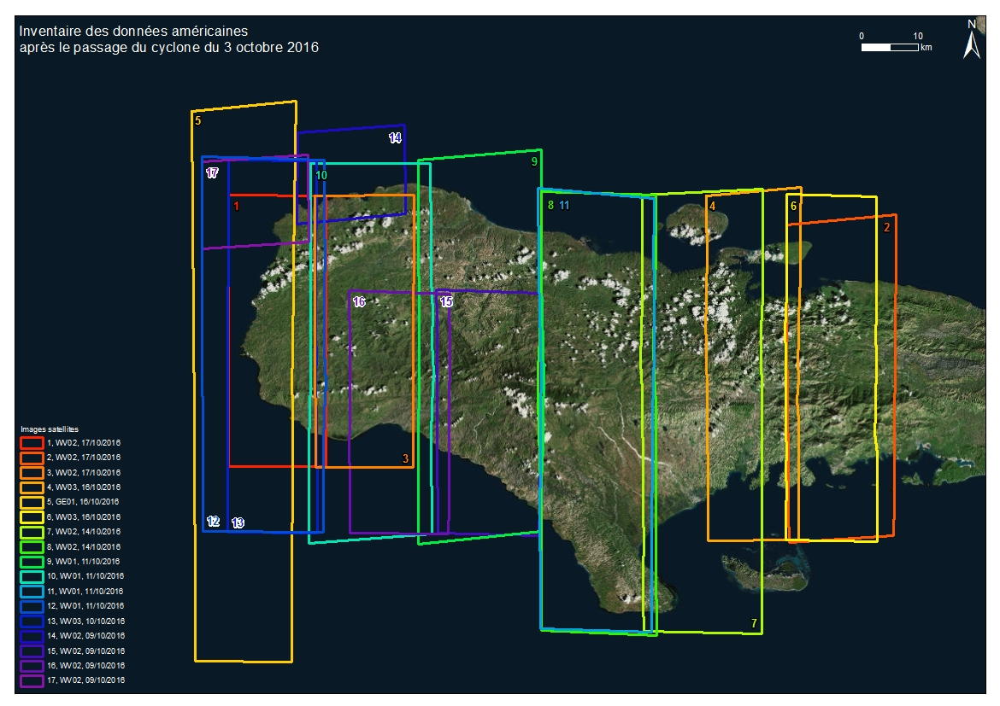 Inventaire des données américaines
après le passage du cyclone du 3 octobre 2016
N
0 10
km
5
14
17
10
9
1
8 11
4
6
2
16
15
3
12 13
7
Images satellites
1, WV02, 17/10/2016
2, WV02, 17/10/2016
3, WV02, 17/10/2016
4, WV03, 16/10/2016
5, GE01, 16/10/2016
6, WV03, 16/10/2016
7, WV02, 14/10/2016
8, WV02, 14/10/2016
9, WV01, 11/10/2016
10, WV01, 11/10/2016
11, WV01, 11/10/2016
12, WV01, 11/10/2016
13, WV03, 10/10/2016
14, WV02, 09/10/2016
15, WV02, 09/10/2016
16, WV02, 09/10/2016
17, WV02, 09/10/2016